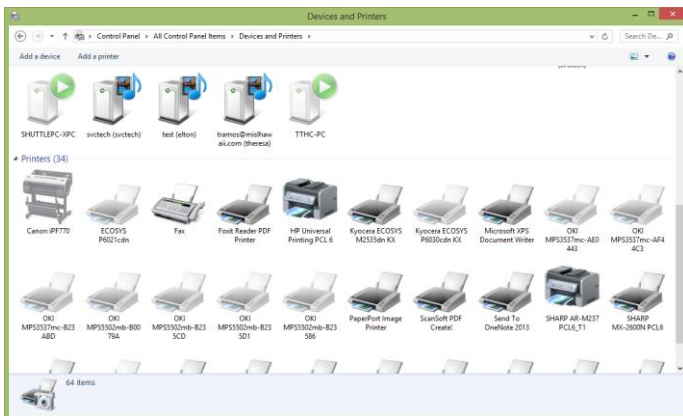 Devices and Printers
Control Panel
All Control Panel Items
Devices and Printers
Search De...
Add a device
Add a printer
SHUTTLEPC-XPC
svctech (svctech)
test (elton)
tramos@mislhaw
aii.com (theresa)
TTHC-PC
Printers (34)
Canon iPF770
ECOSYS
P6021cdn
Fax
Foxit Reader PDF
Printer
HP Universal
Printing PCL 6
Kyocera ECOSYS
M2535dn KX
Kyocera ECOSYS
P6030cdn KX
Microsoft XPS
Document Writer
OKI
MPS3537mc-AE0
443
OKI
MPS3537mc-AF4
4C3
OKI
MPS3537mc-B23
ABD
OKI
MPS5502mb-B00
79A
OKI
MPS5502mb-B23
5CD
OKI
MPS5502mb-B23
5D1
OKI
MPS5502mb-B23
586
PaperPort Image
Printer
ScanSoft PDF
Create!
Send To
OneNote 2013
SHARP AR-M237
PCL6_T1
SHARP
MX-2600N PCL6
64 items